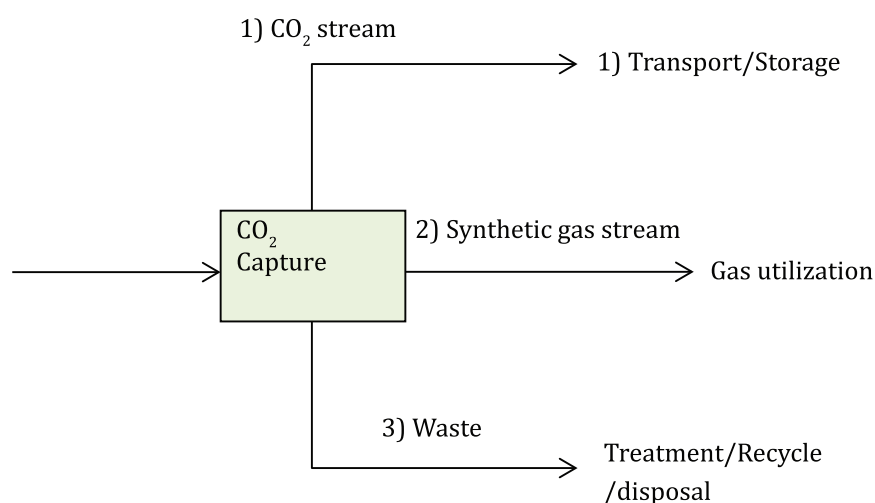 1) CO₂ stream
1) Transport/Storage
CO₂
Capture
2) Synthetic gas stream
Gas utilization
3) Waste
Treatment/Recycle
/disposal